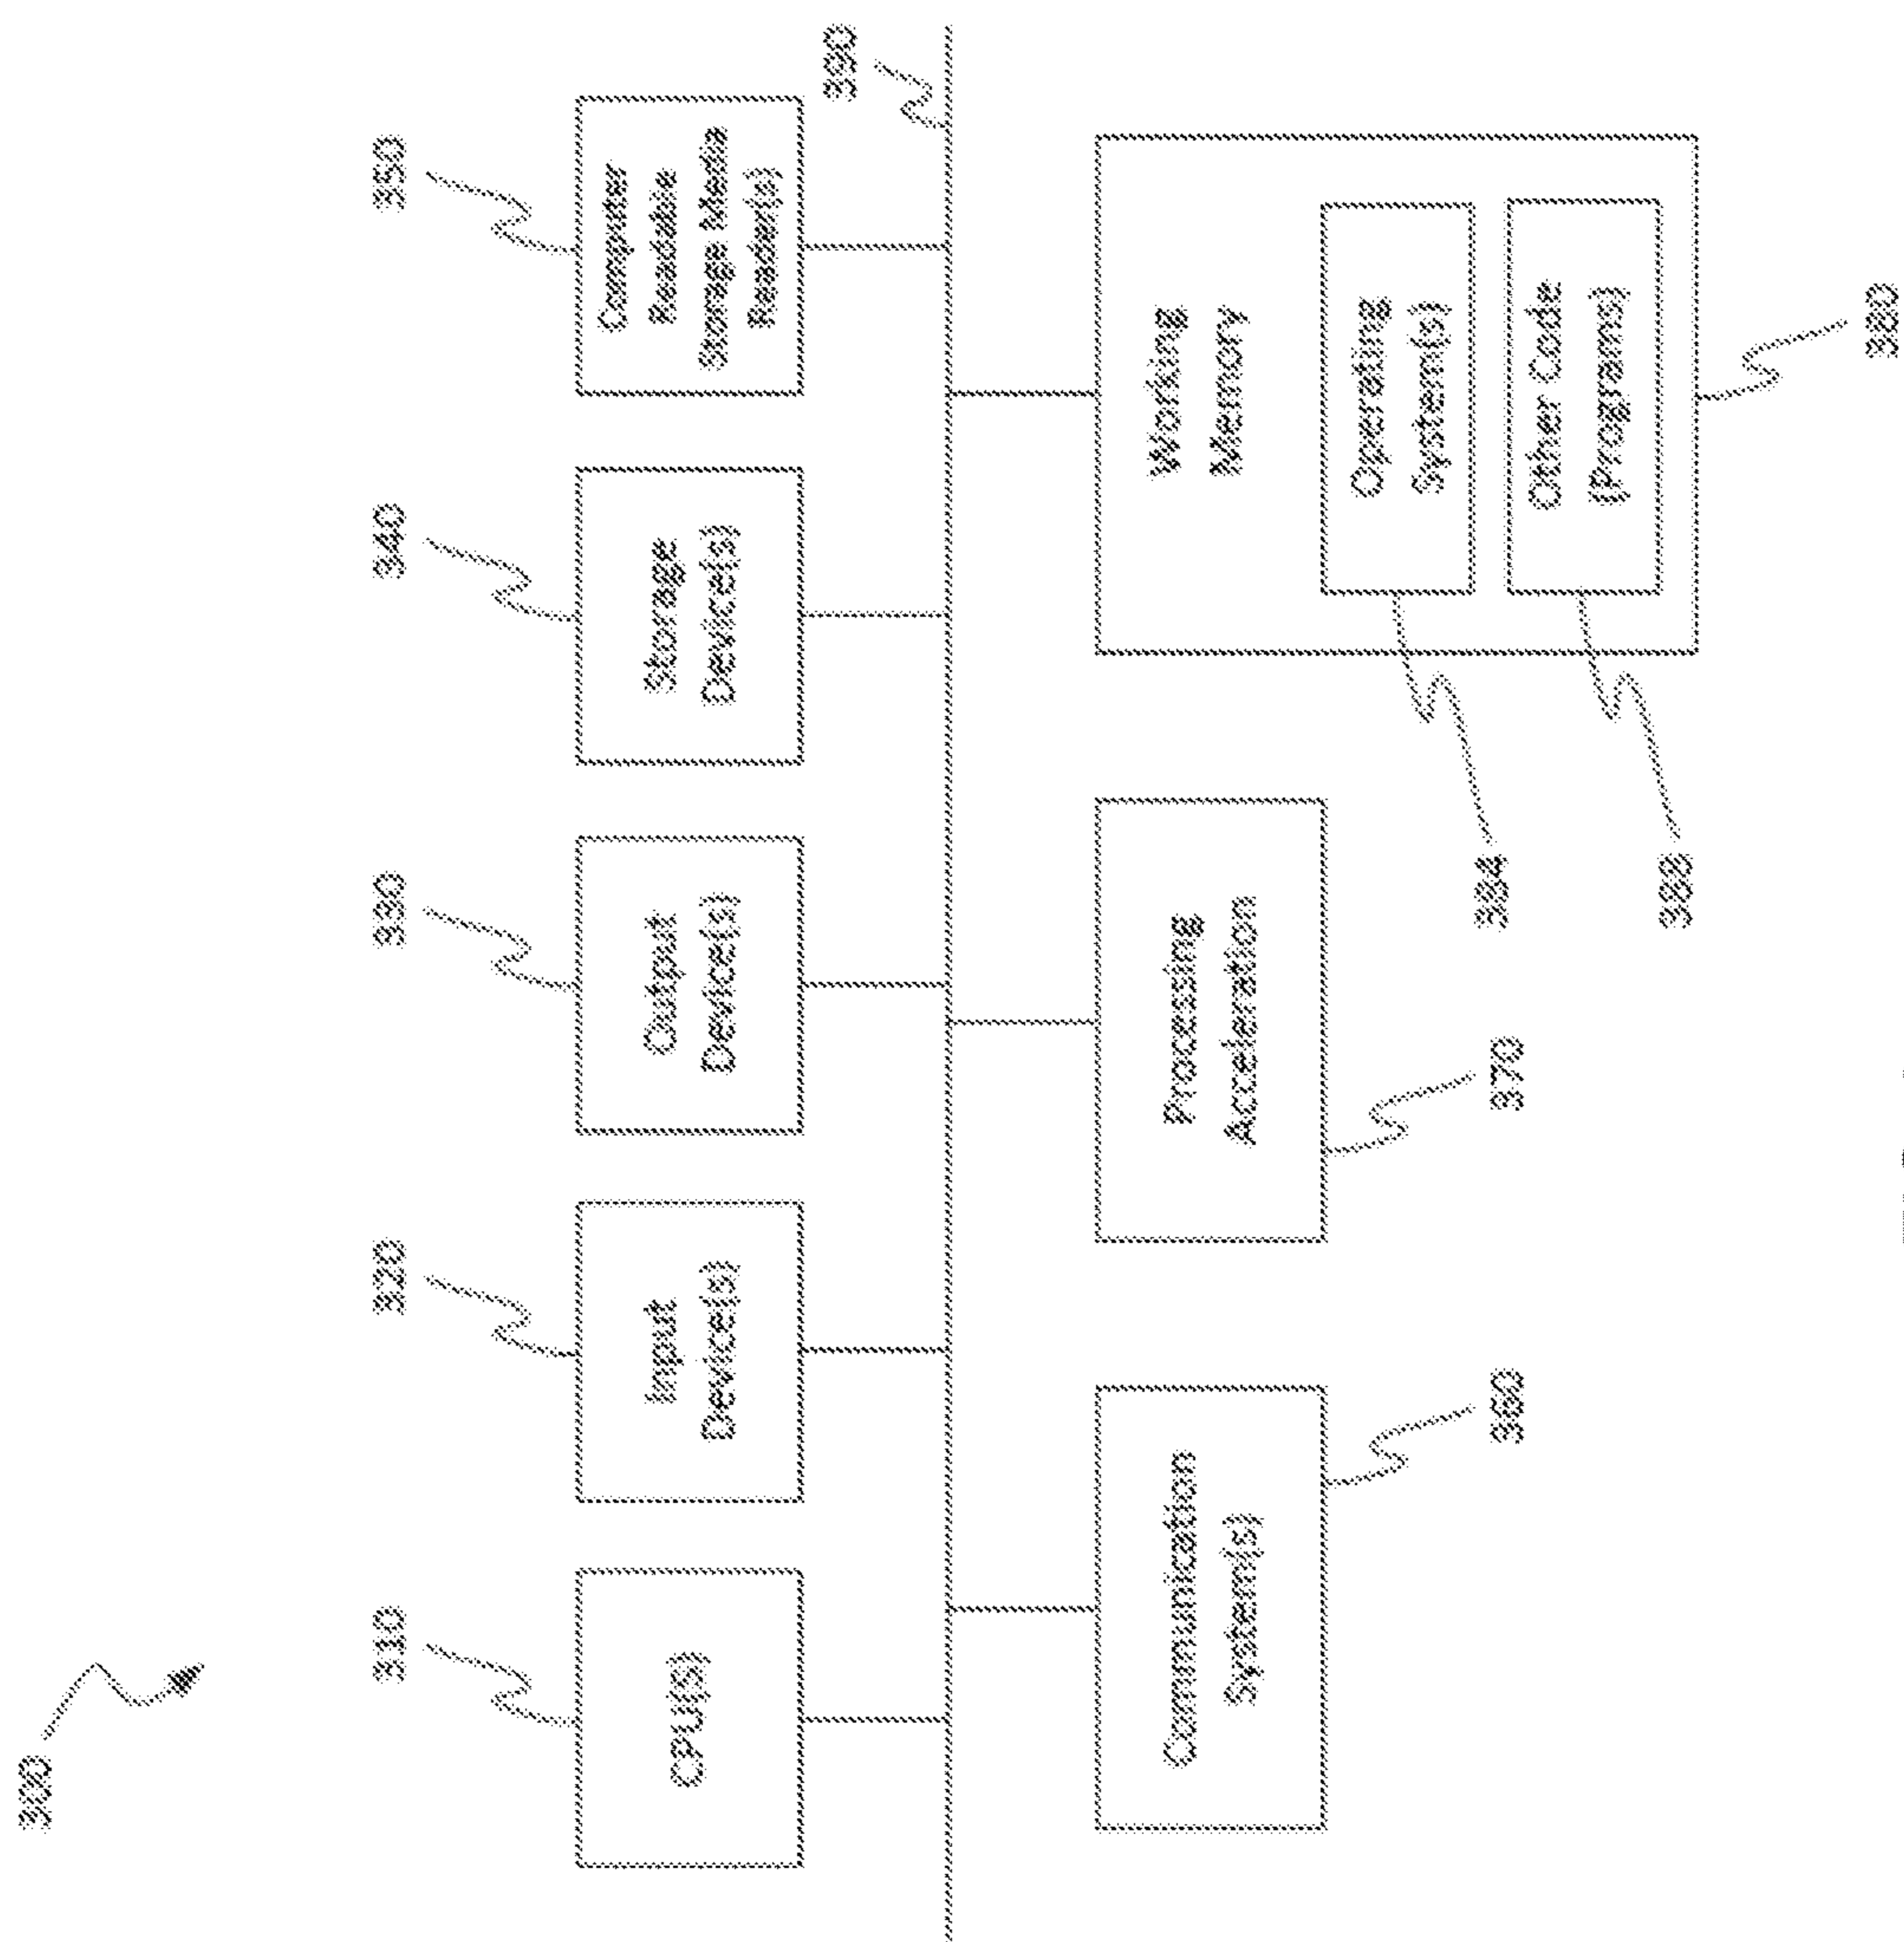 300
310
320
330
340
350
CPU(s)
Input
Device(s)
Output
Device(s)
Storage
Device(s)
Computer
Readable
Storage Media
Reader(s)
390
Communication
System(s)
Processing
Acceleration
Working
Memory
Operating
System(s)
Other Code
(Programs)
360
370
384
388
380